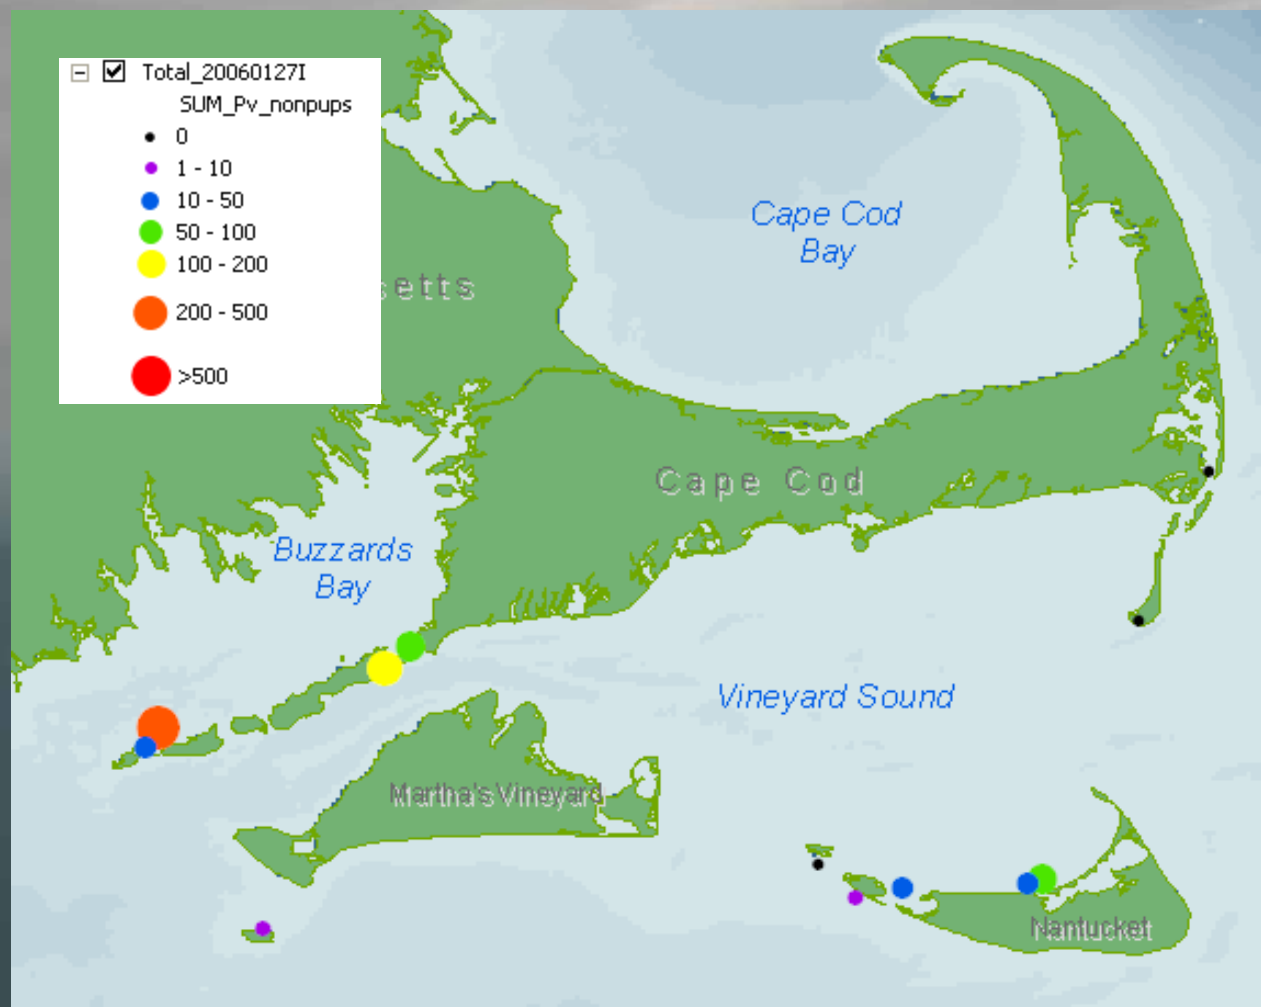 Total_20060127I
SUM_Pv_nonpups
0
1 - 10
10 - 50
50 - 100
100 - 200
200 - 500
>500
setts
Cape Cod
Bay
Cape Cod
Buzzards
Bay
Vineyard Sound
Martha's Vineyard
Nantucket